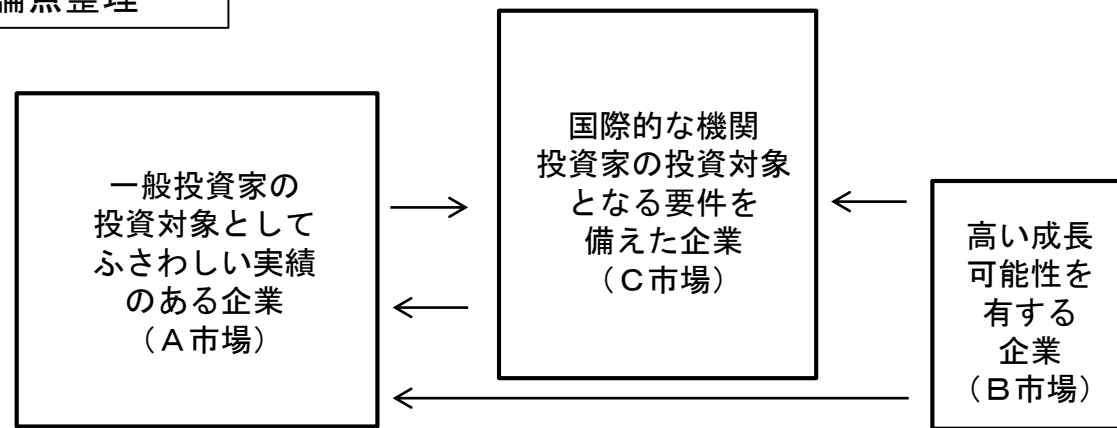 論点整理
一般投資家の
投資対象として
ふさわしい実績
のある企業
（Ａ市場）
国際的な機関
投資家の投資対象
となる要件を
備えた企業
（Ｃ市場）
高い成長
可能性を
有する
企業
（Ｂ市場）